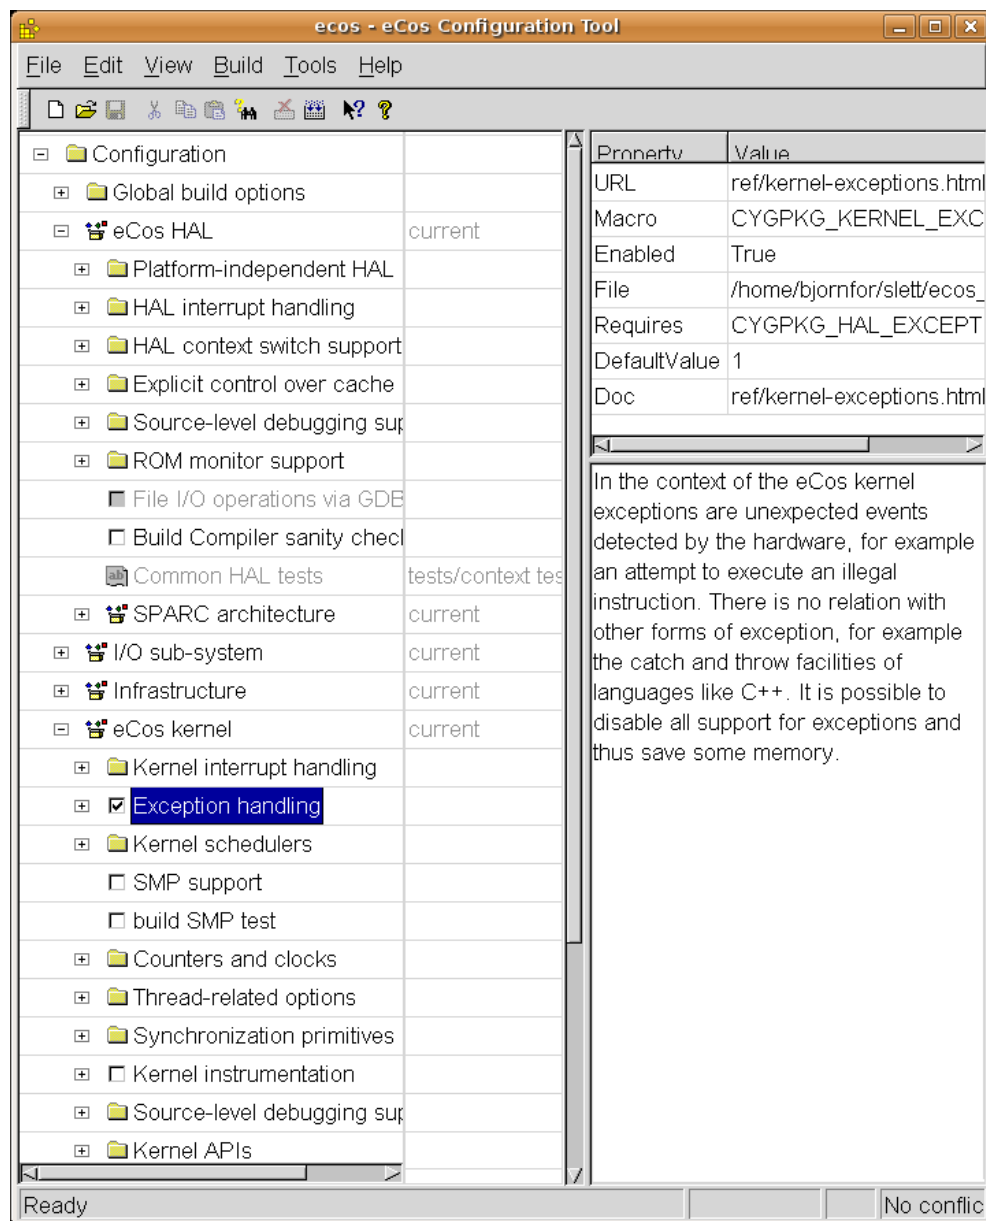 ecos - eCos Configuration Tool
File Edit View Build Tools Help
Configuration
Global build options
eCos HAL current
Platform-independent HAL
HAL interrupt handling
HAL context switch support
Explicit control over cache
Source-level debugging sup
ROM monitor support
File I/O operations via GDB
Build Compiler sanity chec
Common HAL tests tests/context tes
SPARC architecture current
I/O sub-system current
Infrastructure current
eCos kernel current
Kernel interrupt handling
Exception handling
Kernel schedulers
SMP support
build SMP test
Counters and clocks
Thread-related options
Synchronization primitives
Kernel instrumentation
Source-level debugging sup
Kernel APIs
Property Value
URL ref/kernel-exceptions.html
Macro CYGPKG_KERNEL_EXC
Enabled True
File /home/bjornfor/slett/ecos_
Requires CYGPKG_HAL_EXCEPT
DefaultValue 1
Doc ref/kernel-exceptions.html
In the context of the eCos kernel
exceptions are unexpected events
detected by the hardware, for example
an attempt to execute an illegal
instruction. There is no relation with
other forms of exception, for example
the catch and throw facilities of
languages like C++. It is possible to
disable all support for exceptions and
thus save some memory.
Ready No conflic